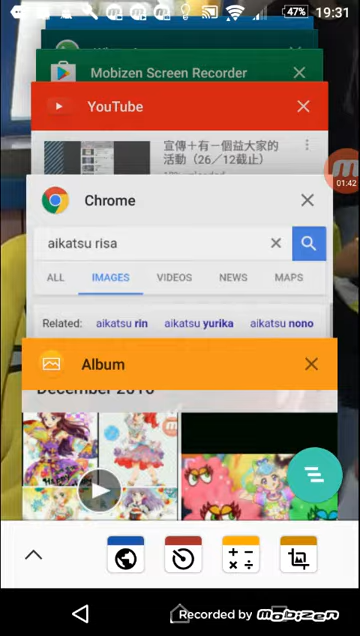 47% 19:31
Mobizen Screen Recorder
YouTube
宣傳＋有－個益大家的
活動（26／12截止）
01:42
Chrome
aikatsu risa
ALL IMAGES VIDEOS NEWS MAPS
Related: aikatsu rin aikatsu yurika aikatsu nono
Album
December 2016
Recorded by mobizen